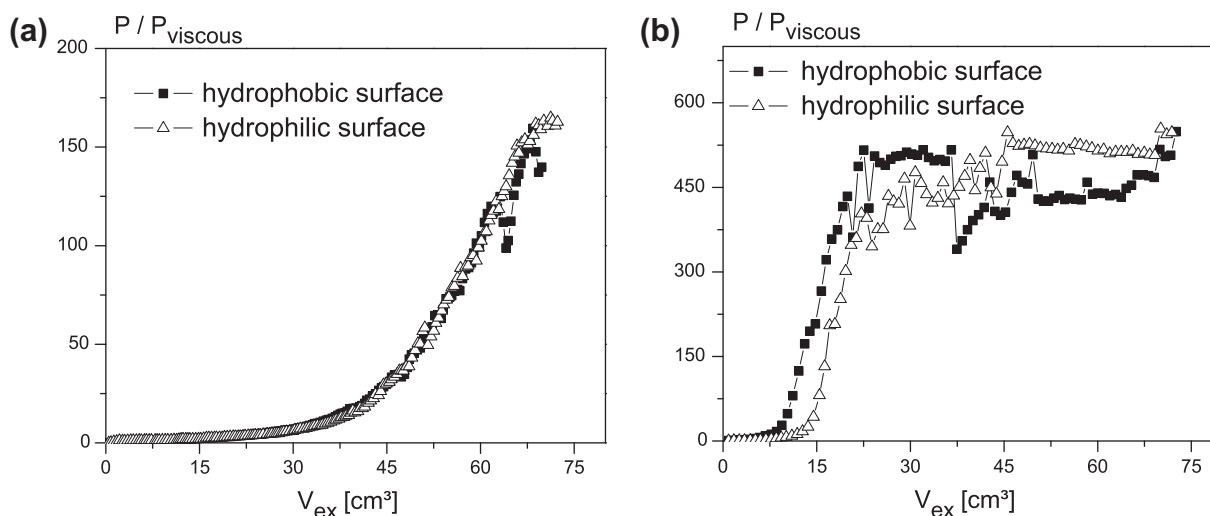 (a)
P / P_viscous
200
150
100
50
0
—■— hydrophobic surface
—△— hydrophilic surface
0 15 30 45 60 75
V_ex [cm³]
(b)
P / P_viscous
600
450
300
150
0
—■— hydrophobic surface
—△— hydrophilic surface
0 15 30 45 60 75
V_ex [cm³]